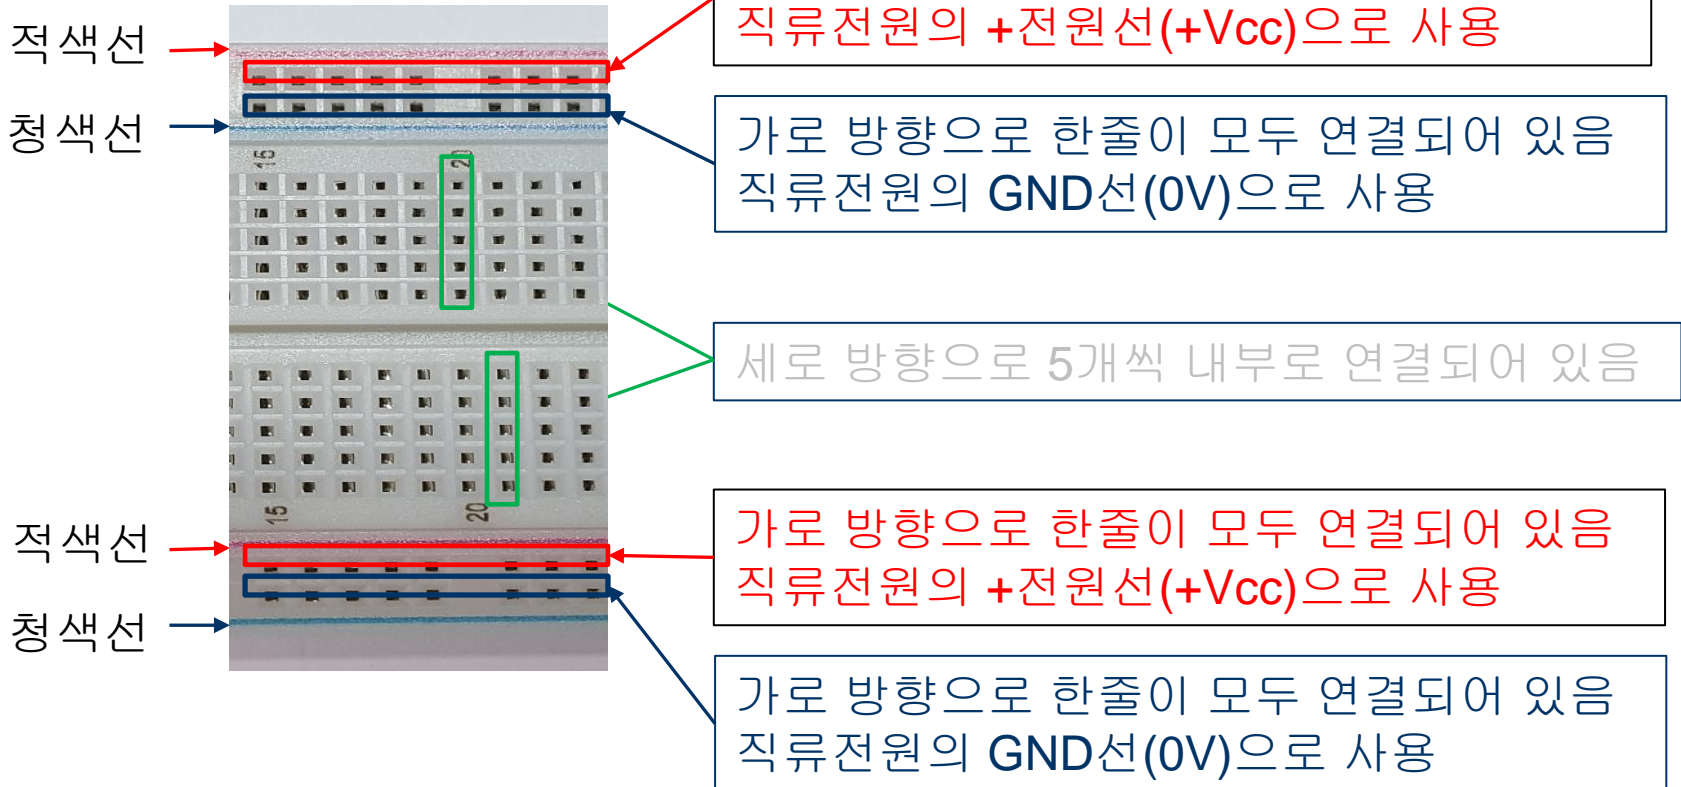 적색선
직류전원의 +전원선(+Vcc)으로 사용
청색선
가로 방향으로 한줄이 모두 연결되어 있음
직류전원의 GND선(0V)으로 사용
15
20
세로 방향으로 5개씩 내부로 연결되어 있음
15
20
적색선
가로 방향으로 한줄이 모두 연결되어 있음
직류전원의 +전원선(+Vcc)으로 사용
청색선
가로 방향으로 한줄이 모두 연결되어 있음
직류전원의 GND선(0V)으로 사용